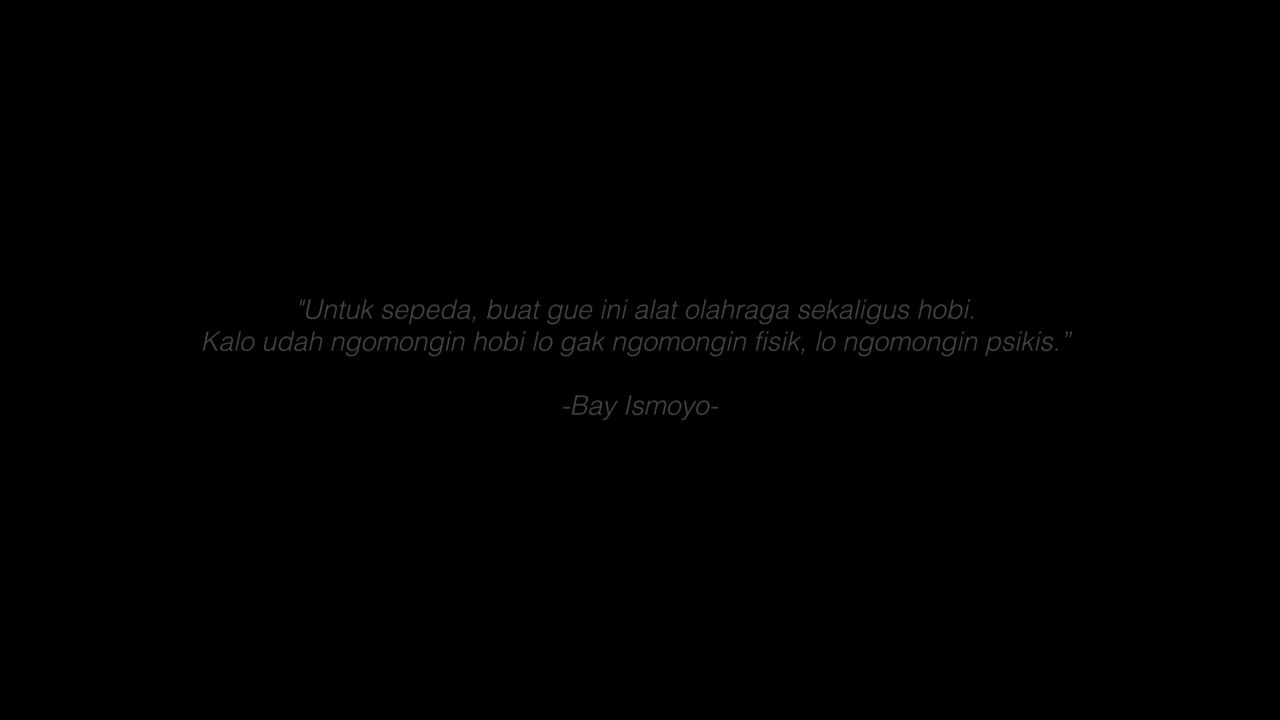 "Untuk sepeda, buat gue ini alat olahraga sekaligus hobi.
Kalo udah ngomongin hobi lo gak ngomongin fisik, lo ngomongin psikis.”
-Bay Ismoyo-